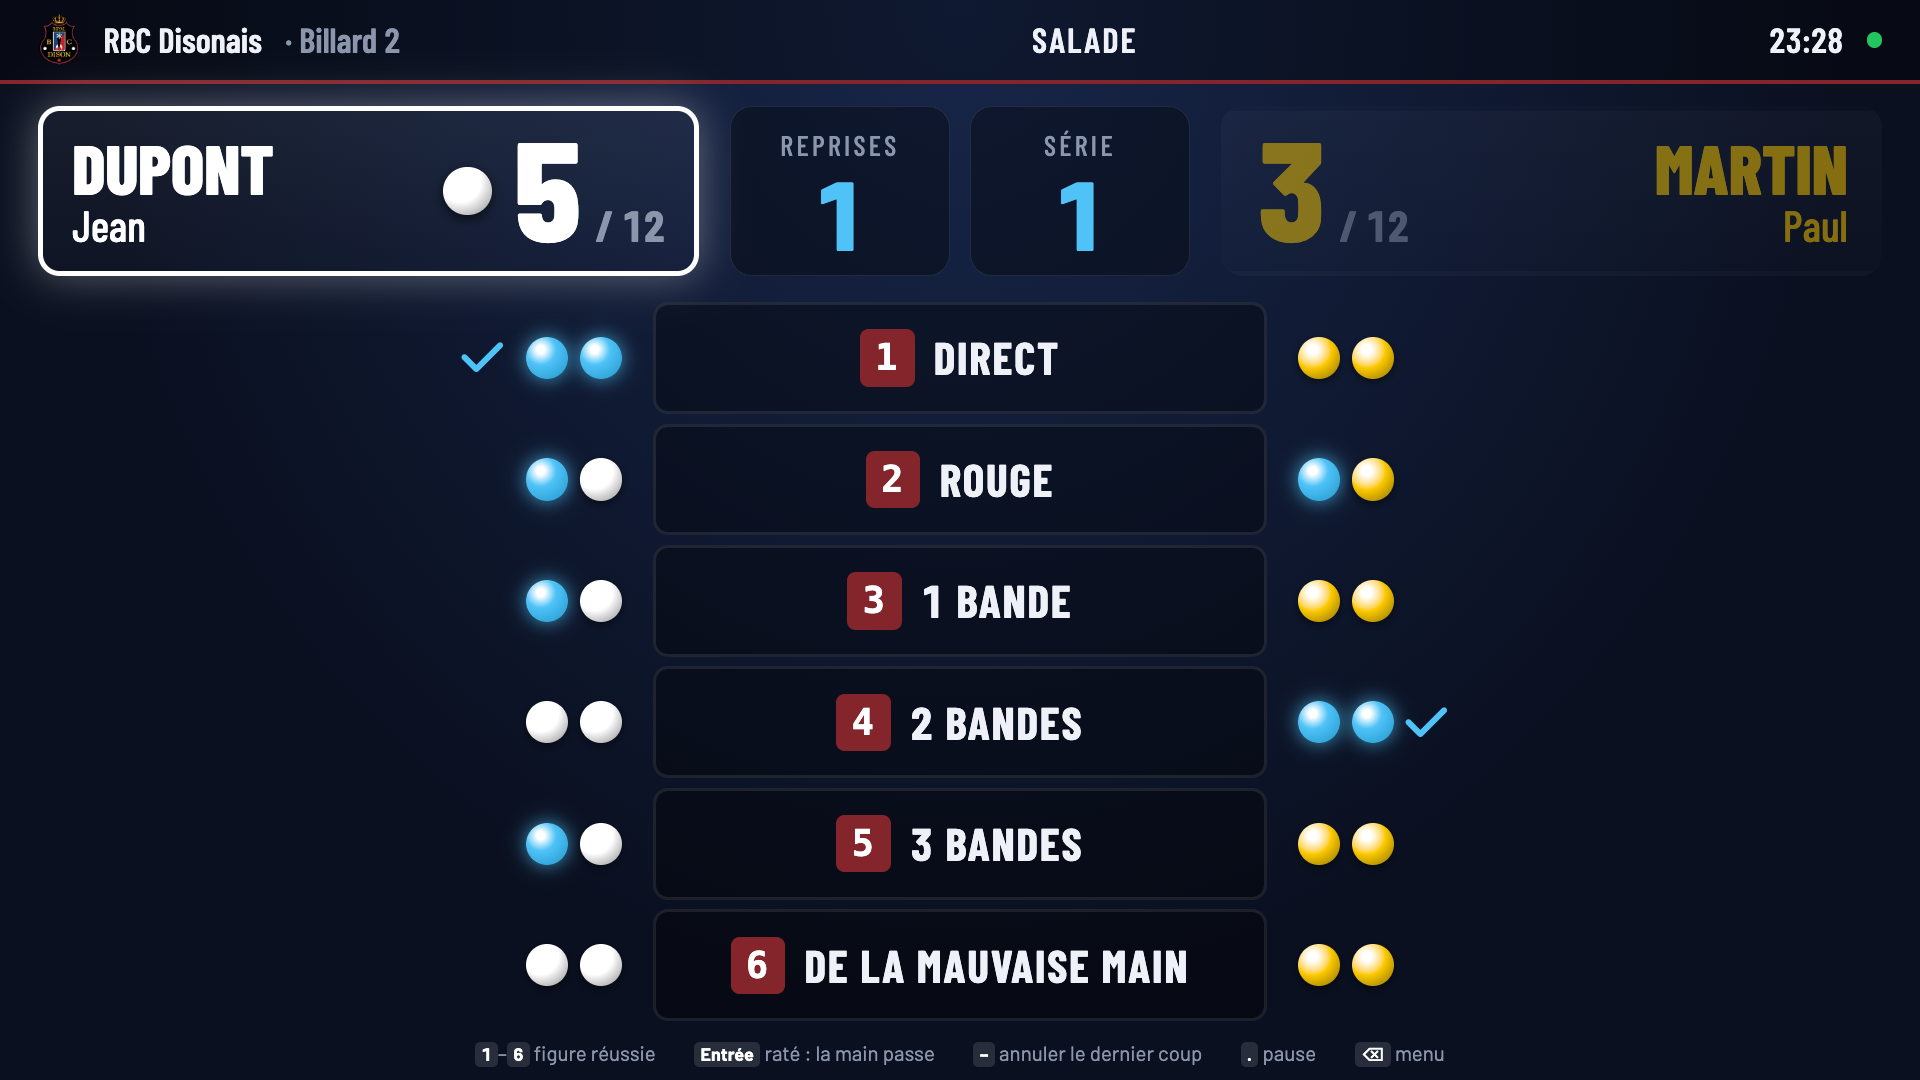 RBC Disonais · Billard 2
SALADE
23:28
DUPONT
Jean
5 / 12
REPRISES
1
SÉRIE
1
3 / 12
MARTIN
Paul
1 DIRECT
2 ROUGE
3 1 BANDE
4 2 BANDES
5 3 BANDES
6 DE LA MAUVAISE MAIN
1 – 6 figure réussie Entrée raté : la main passe – annuler le dernier coup . pause ⌫ menu